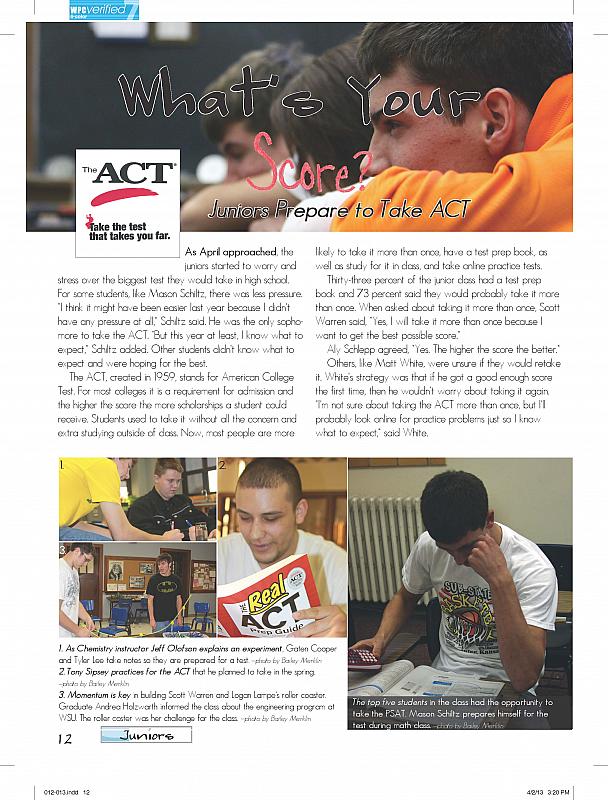 WPC verified
4-color
What's Your
Score?
Juniors Prepare to Take ACT
The ACT®
Take the test
that takes you far.
As April approached, the
juniors started to worry and
stress over the biggest test they would take in high school.
For some students, like Mason Schiltz, there was less pressure.
"I think it might have been easier last year because I didn't
have any pressure at all," Schiltz said. He was the only sopho-
more to take the ACT. "But this year at least, I know what to
expect," Schiltz added. Other students didn't know what to
expect and were hoping for the best.
The ACT, created in 1959, stands for American College
Test. For most colleges it is a requirement for admission and
the higher the score the more scholarships a student could
receive. Students used to take it without all the concern and
extra studying outside of class. Now, most people are more
likely to take it more than once, have a test prep book, as
well as study for it in class, and take online practice tests.
Thirty-three percent of the junior class had a test prep
book and 73 percent said they would probably take it more
than once. When asked about taking it more than once, Scott
Warren said, "Yes, I will take it more than once because I
want to get the best possible score."
Ally Schlepp agreed, "Yes. The higher the score the better."
Others, like Matt White, were unsure if they would retake
it. White's strategy was that if he got a good enough score
the first time, then he wouldn't worry about taking it again.
"I'm not sure about taking the ACT more than once, but I'll
probably look online for practice problems just so I know
what to expect," said White.
1.
2.
3.
The Real
ACT
Prep Guide
ACT
SUB-STATE
BASKETBALL
1. As Chemistry instructor Jeff Olofson explains an experiment, Gaten Cooper
and Tyler Lee take notes so they are prepared for a test. –photo by Bailey Menklin
2. Tony Sipsey practices for the ACT that he planned to take in the spring.
–photo by Bailey Menklin
3. Momentum is key in building Scott Warren and Logan Lampe's roller coaster.
Graduate Andrea Holzwarth informed the class about the engineering program at
WSU. The roller coster was her challenge for the class. –photo by Bailey Menklin
The top five students in the class had the opportunity to
take the PSAT. Mason Schiltz prepares himself for the
test during math class. –photo by Bailey Menklin
12
Juniors
012-013.indd 12
4/2/13 3:20 PM